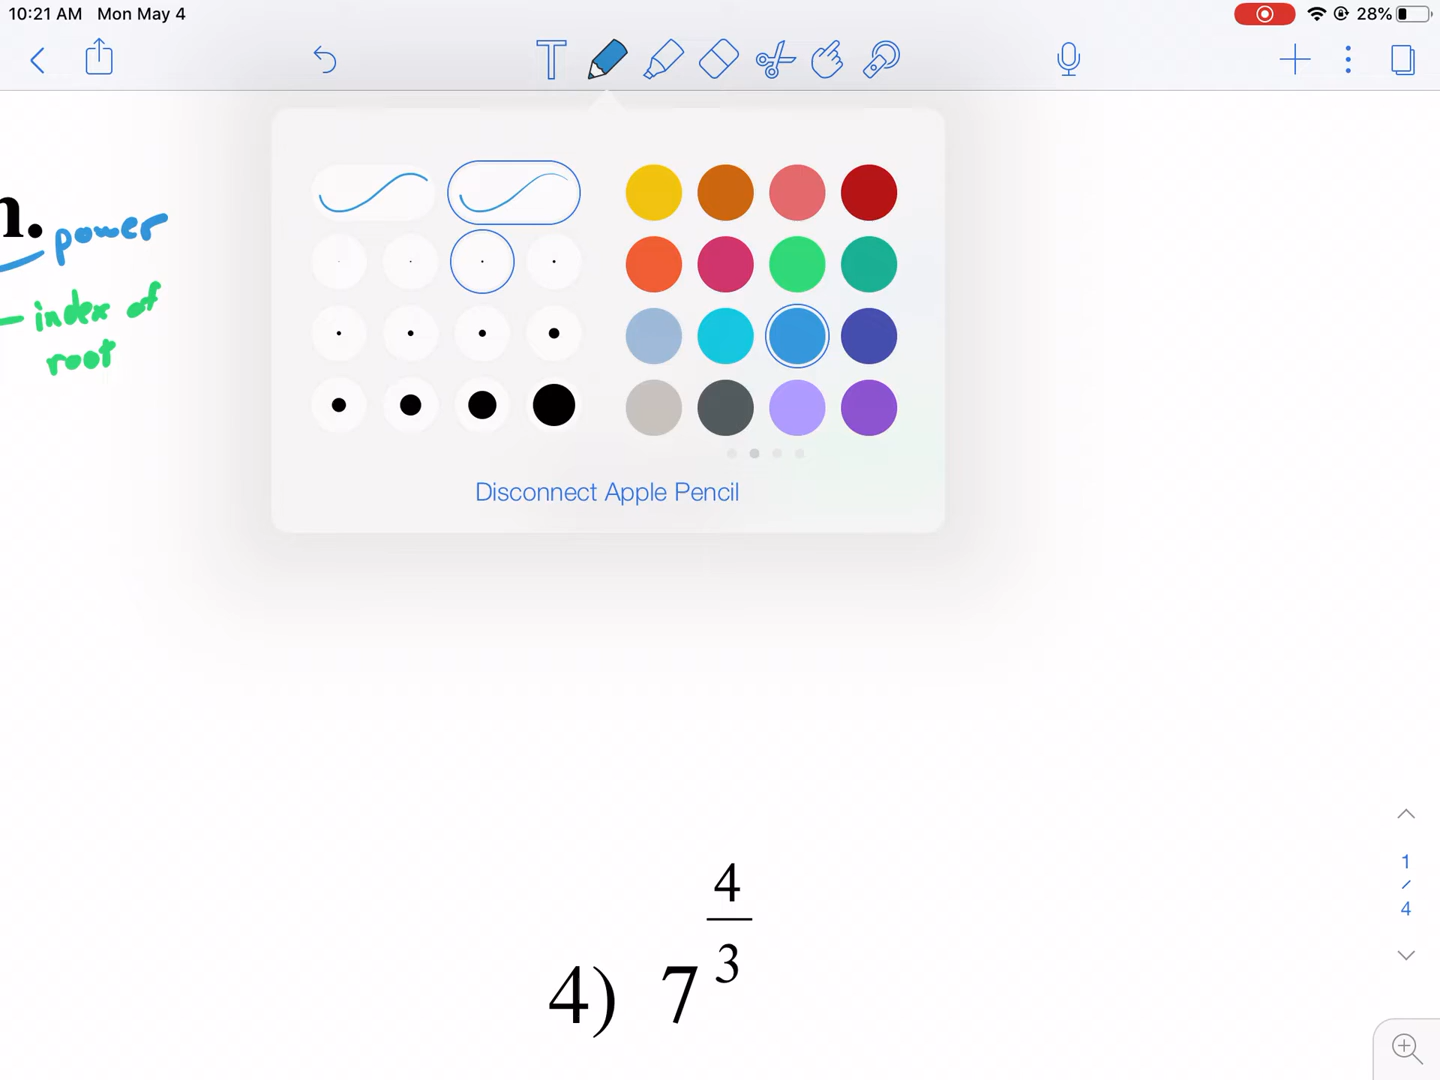 10:21 AM Mon May 4
28%
n. power
index of
root
Disconnect Apple Pencil
1
/
4
4
3
4) 7